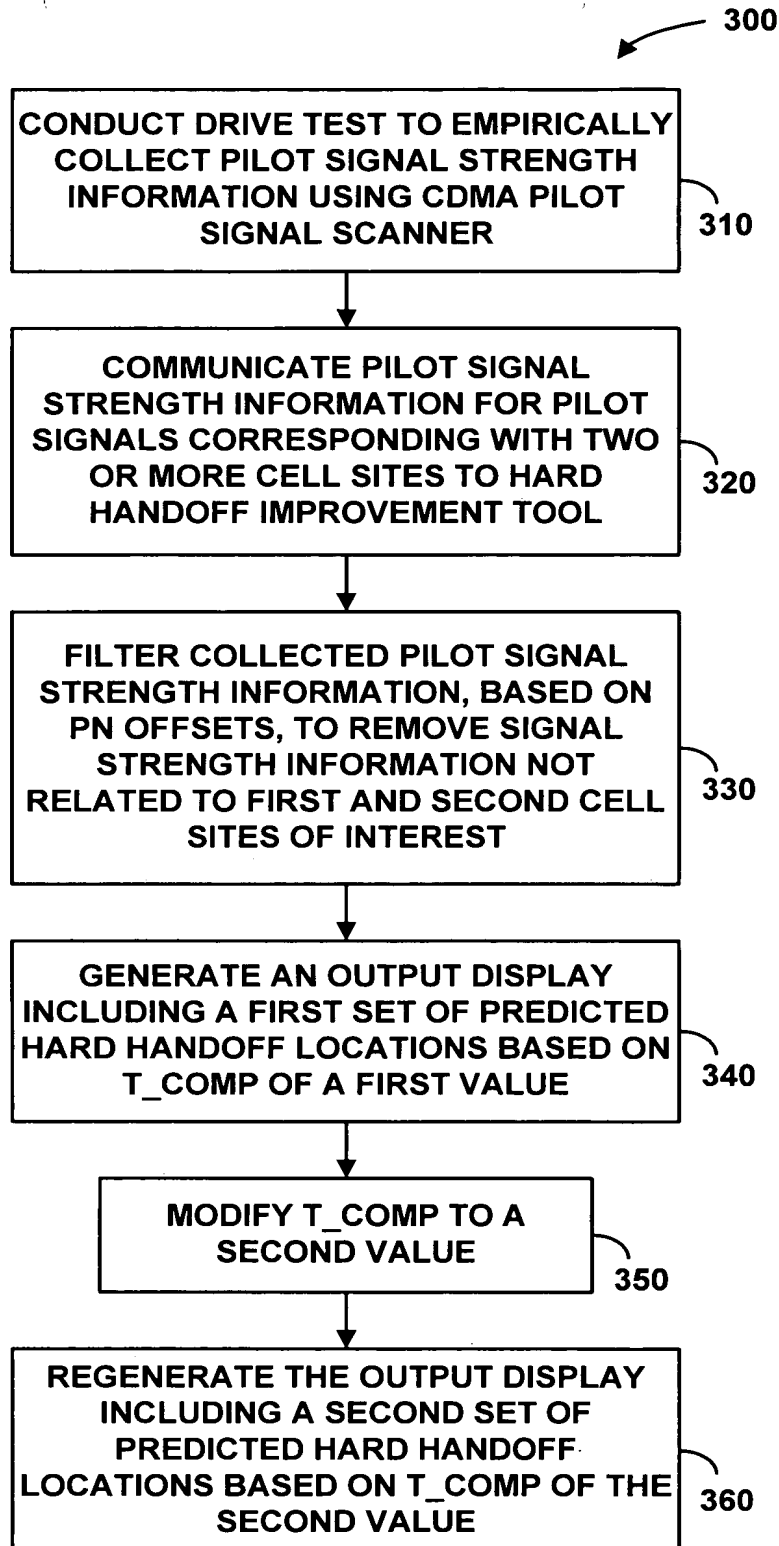 300
CONDUCT DRIVE TEST TO EMPIRICALLY
COLLECT PILOT SIGNAL STRENGTH
INFORMATION USING CDMA PILOT
SIGNAL SCANNER
310
COMMUNICATE PILOT SIGNAL
STRENGTH INFORMATION FOR PILOT
SIGNALS CORRESPONDING WITH TWO
OR MORE CELL SITES TO HARD
HANDOFF IMPROVEMENT TOOL
320
FILTER COLLECTED PILOT SIGNAL
STRENGTH INFORMATION, BASED ON
PN OFFSETS, TO REMOVE SIGNAL
STRENGTH INFORMATION NOT
RELATED TO FIRST AND SECOND CELL
SITES OF INTEREST
330
GENERATE AN OUTPUT DISPLAY
INCLUDING A FIRST SET OF PREDICTED
HARD HANDOFF LOCATIONS BASED ON
T_COMP OF A FIRST VALUE
340
MODIFY T_COMP TO A
SECOND VALUE
350
REGENERATE THE OUTPUT DISPLAY
INCLUDING A SECOND SET OF
PREDICTED HARD HANDOFF
LOCATIONS BASED ON T_COMP OF THE
SECOND VALUE
360